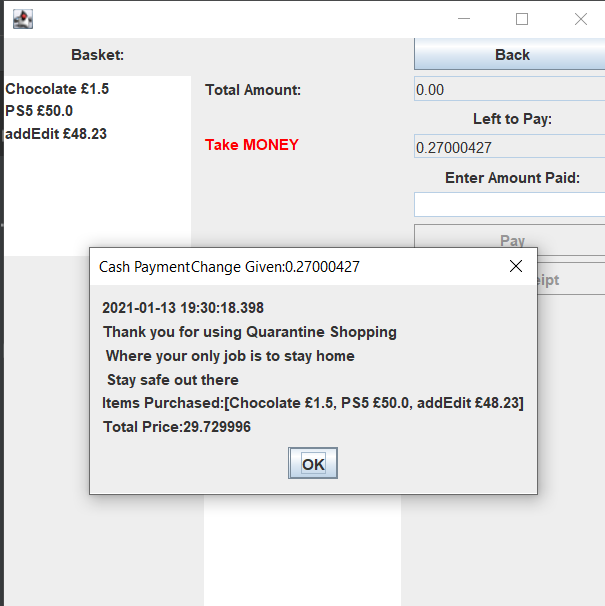 Basket:
Back
Chocolate £1.5
PS5 £50.0
addEdit £48.23
Total Amount:
0.00
Left to Pay:
Take MONEY
0.27000427
Enter Amount Paid:
Pay
Cash PaymentChange Given:0.27000427
2021-01-13 19:30:18.398
Thank you for using Quarantine Shopping
Where your only job is to stay home
Stay safe out there
Items Purchased:[Chocolate £1.5, PS5 £50.0, addEdit £48.23]
Total Price:29.729996
OK